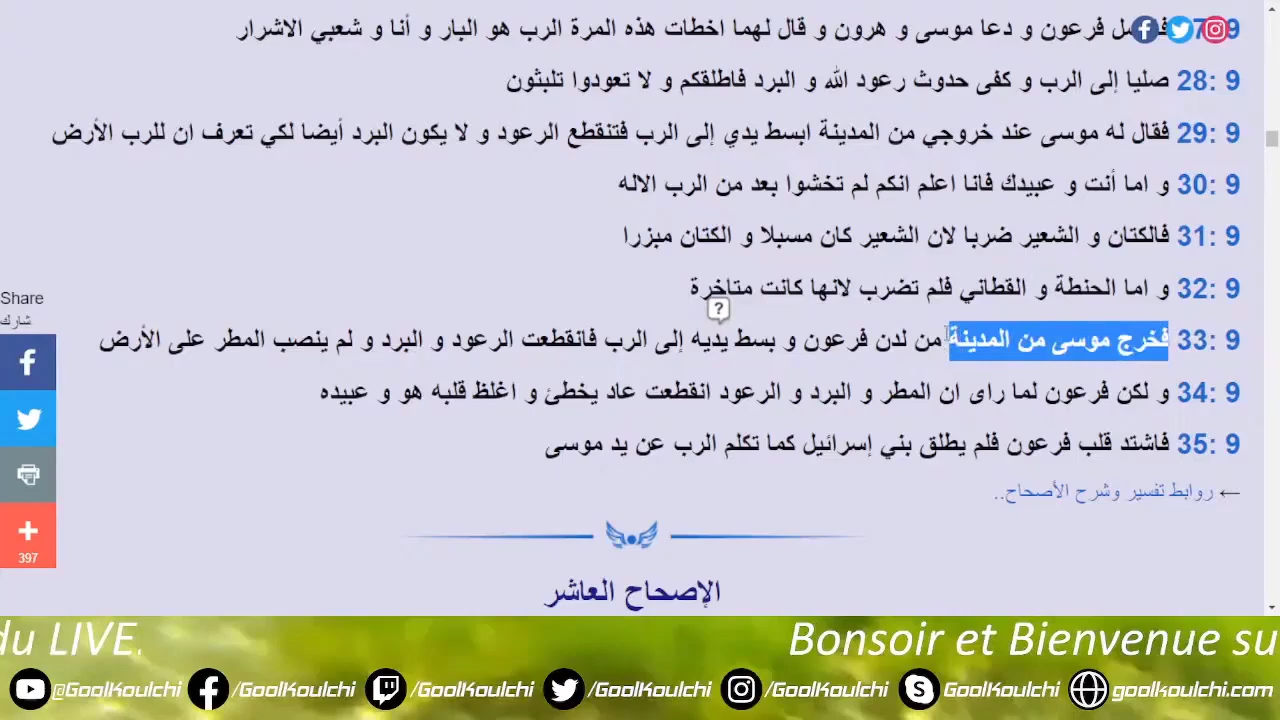 9 :27 فرعون و دعا موسى و هرون و قال لهما اخطات هذه المرة الرب هو البار و أنا و شعبي الاشرار
9 :28 صليا إلى الرب و كفى حدوث رعود الله و البرد فاطلقكم و لا تعودوا تلبثون
9 :29 فقال له موسى عند خروجي من المدينة ابسط يدي إلى الرب فتنقطع الرعود و لا يكون البرد أيضا لكي تعرف ان للرب الأرض
9 :30 و اما أنت و عبيدك فانا اعلم انكم لم تخشوا بعد من الرب الاله
9 :31 فالكتان و الشعير ضربا لان الشعير كان مسبلا و الكتان مبزرا
9 :32 و اما الحنطة و القطاني فلم تضرب لانها كانت متاخرة
?
9 :33 فخرج موسى من المدينة من لدن فرعون و بسط يديه إلى الرب فانقطعت الرعود و البرد و لم ينصب المطر على الأرض
9 :34 و لكن فرعون لما راى ان المطر و البرد و الرعود انقطعت عاد يخطئ و اغلظ قلبه هو و عبيده
9 :35 فاشتد قلب فرعون فلم يطلق بني إسرائيل كما تكلم الرب عن يد موسى
← روابط تفسير وشرح الأصحاح..
الإصحاح العاشر
Share
شارك
397
du LIVE. Bonsoir et Bienvenue su
@GoolKoulchi /GoolKoulchi /GoolKoulchi /GoolKoulchi /GoolKoulchi GoolKoulchi goolkoulchi.com